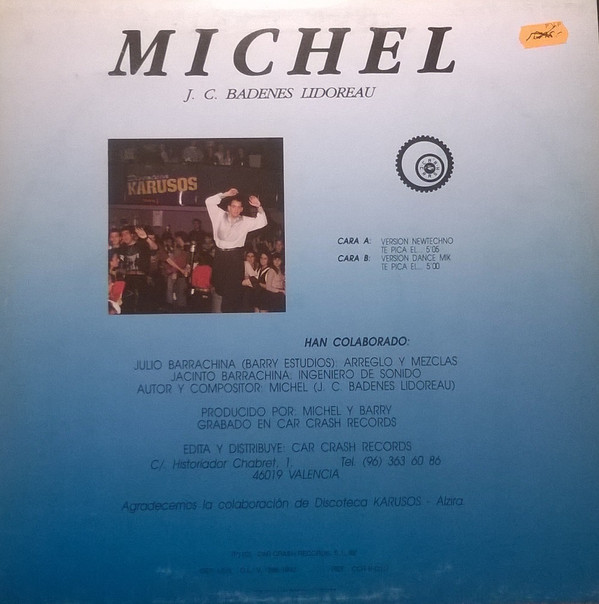 MICHEL
J. C. BADENES LIDOREAU
KARUSOS
CARA A: VERSION NEWTECHNO
TE PICA EL... 5'05
CARA B: VERSION DANCE MIX
TE PICA EL... 5'00
HAN COLABORADO:
JULIO BARRACHINA (BARRY ESTUDIOS): ARREGLO Y MEZCLAS
JACINTO BARRACHINA: INGENIERO DE SONIDO
AUTOR Y COMPOSITOR: MICHEL (J. C. BADENES LIDOREAU)
PRODUCIDO POR: MICHEL Y BARRY
GRABADO EN CAR CRASH RECORDS
EDITA Y DISTRIBUYE: CAR CRASH RECORDS
C/. Historiador Chabret, 1. Tel. (96) 363 60 86
46019 VALENCIA
Agradecemos la colaboración de Discoteca KARUSOS - Alzira.